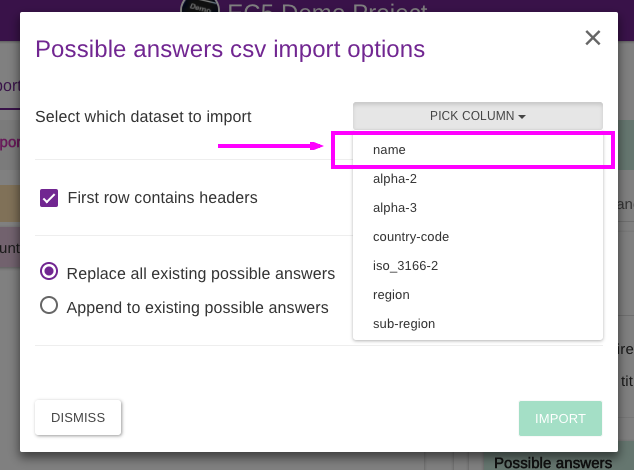 Demo
EC5 Demo Project
Possible answers csv import options
Select which dataset to import
PICK COLUMN
name
alpha-2
alpha-3
country-code
iso_3166-2
region
sub-region
First row contains headers
Replace all existing possible answers
Append to existing possible answers
DISMISS
IMPORT
Possible answers